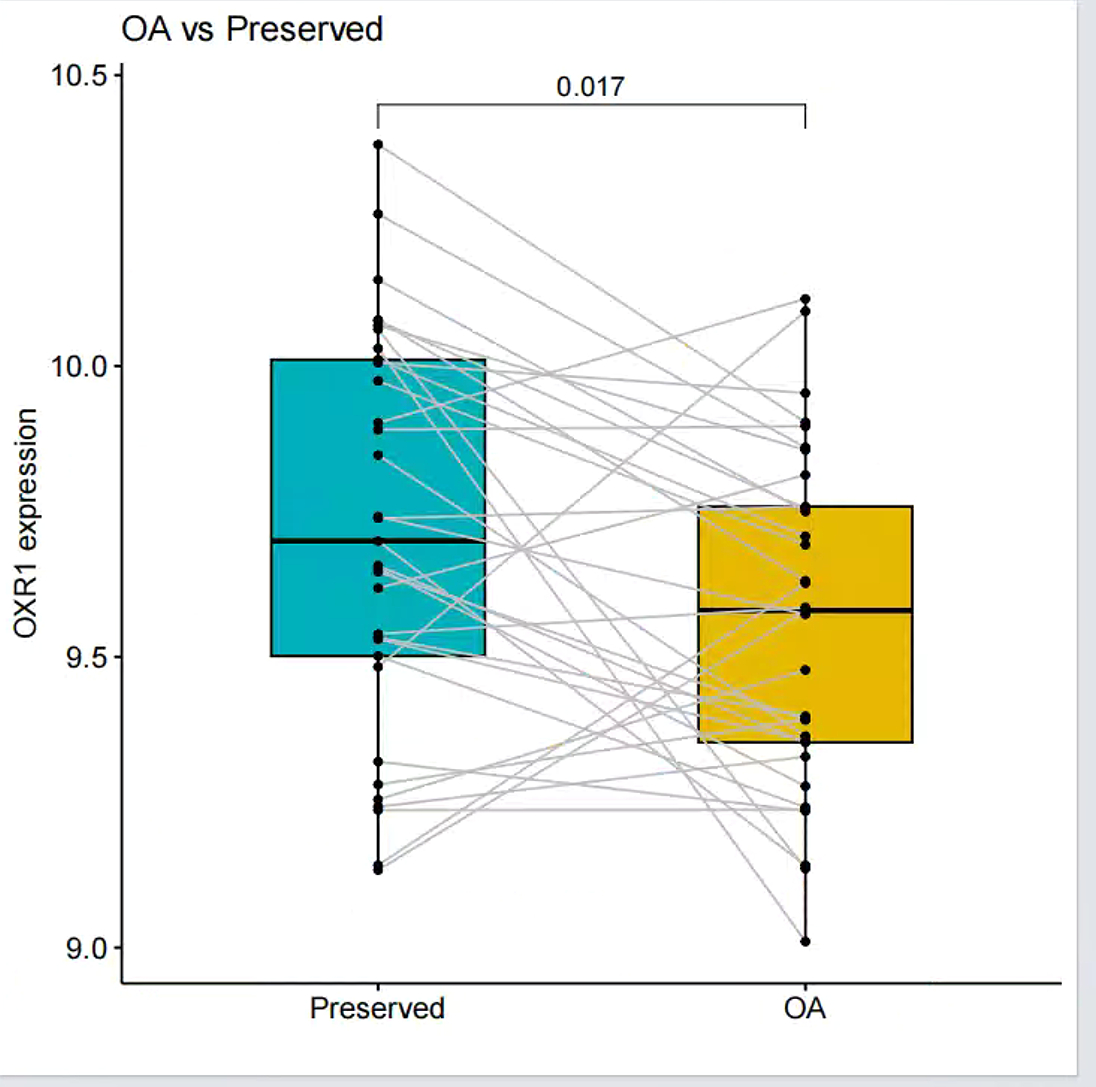 OA vs Preserved
10.5
0.017
10.0
OXR1 expression
9.5
9.0
Preserved
OA